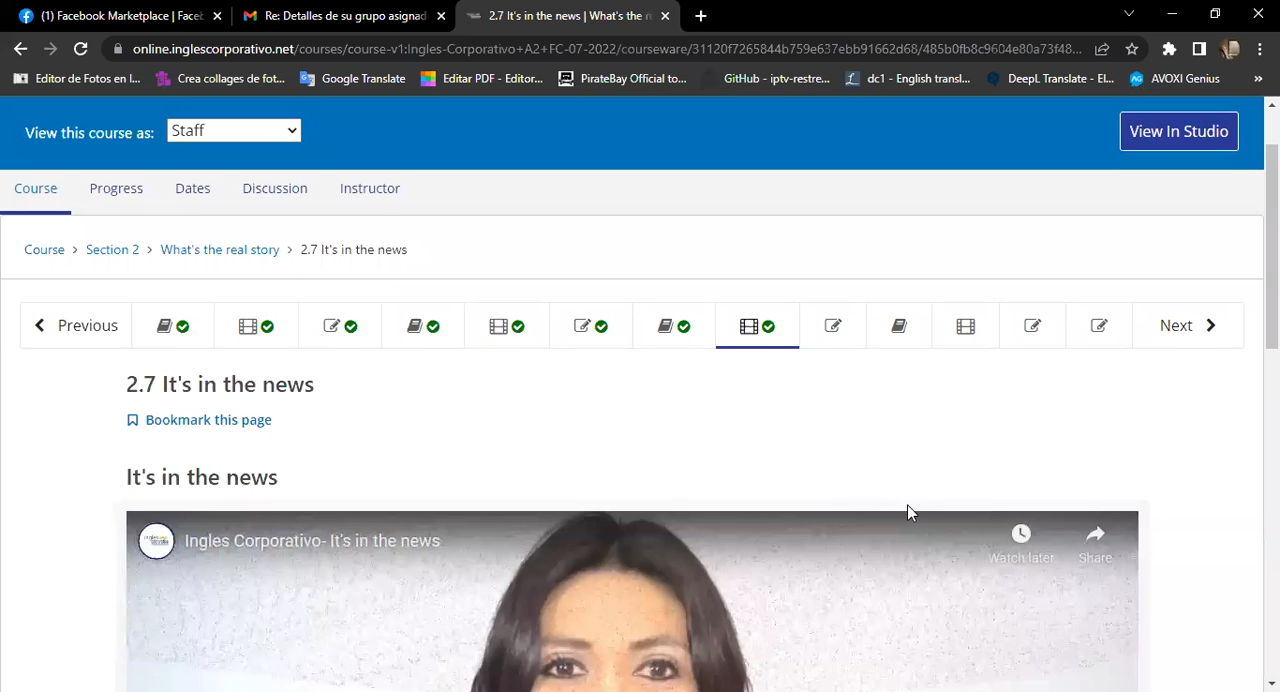 (1) Facebook Marketplace | Faceb
Re: Detalles de su grupo asignad
2.7 It's in the news | What's the r
online.inglescorporativo.net/courses/course-v1:Ingles-Corporativo+A2+FC-07-2022/courseware/31120f7265844b759e637ebb91662d68/485b0fb8c9604e80a73f48...
Editor de Fotos en l...
Crea collages de fot...
Google Translate
Editar PDF - Editor...
PirateBay Official to...
GitHub - iptv-restre...
dc1 - English transl...
DeepL Translate - El...
AVOXI Genius
»
View this course as:
Staff
View In Studio
Course
Progress
Dates
Discussion
Instructor
Course > Section 2 > What's the real story > 2.7 It's in the news
Previous
Next
2.7 It's in the news
Bookmark this page
It's in the news
Ingles Corporativo- It's in the news
Watch later
Share